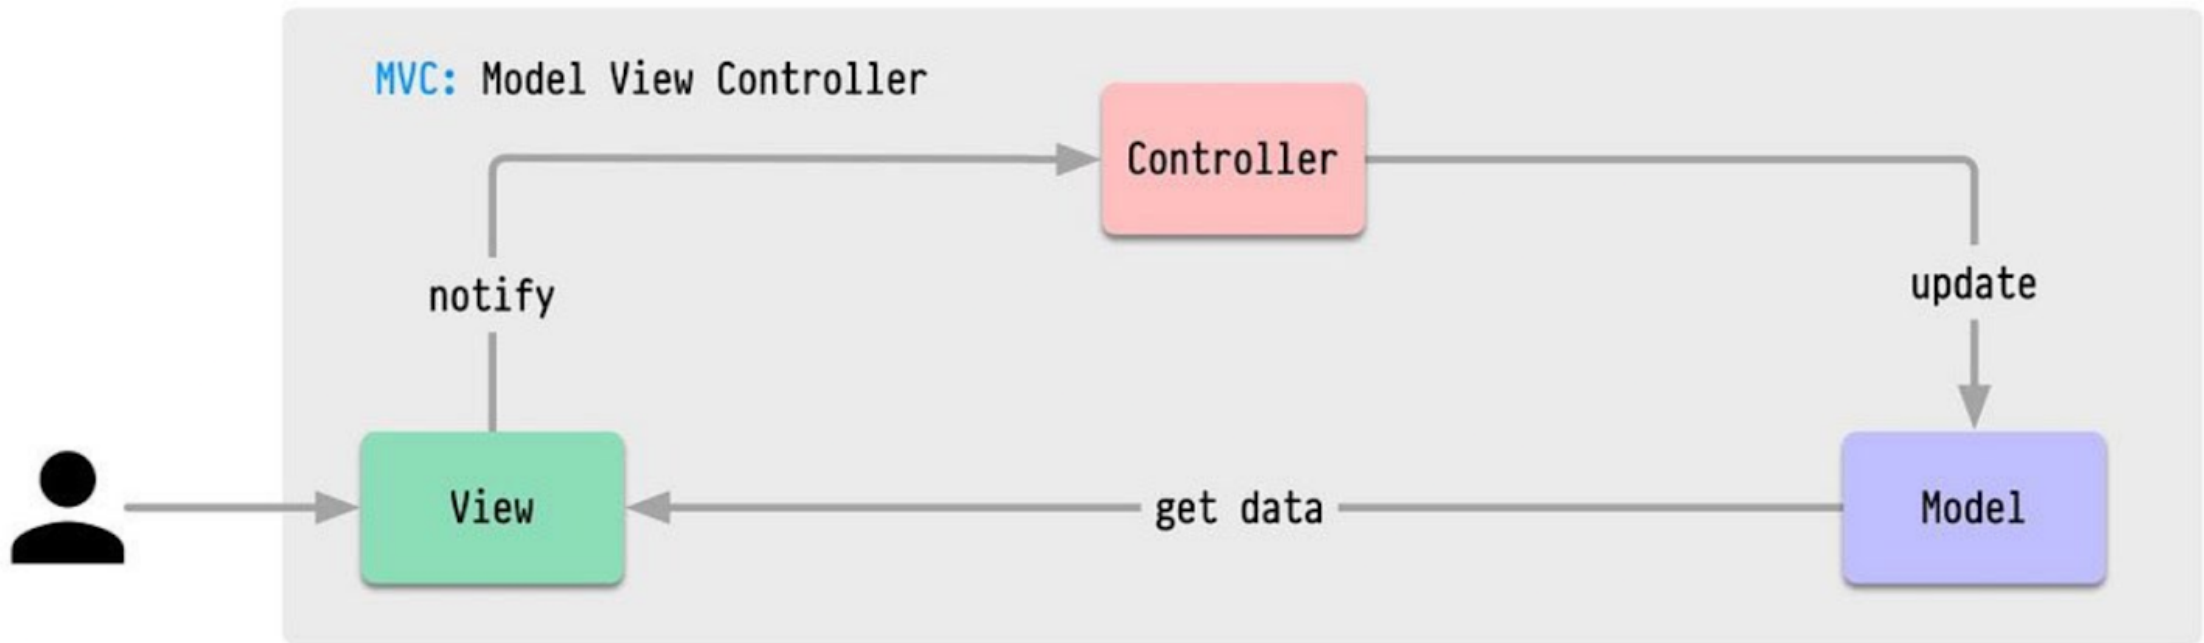 MVC: Model View Controller
Controller
notify
update
View
get data
Model